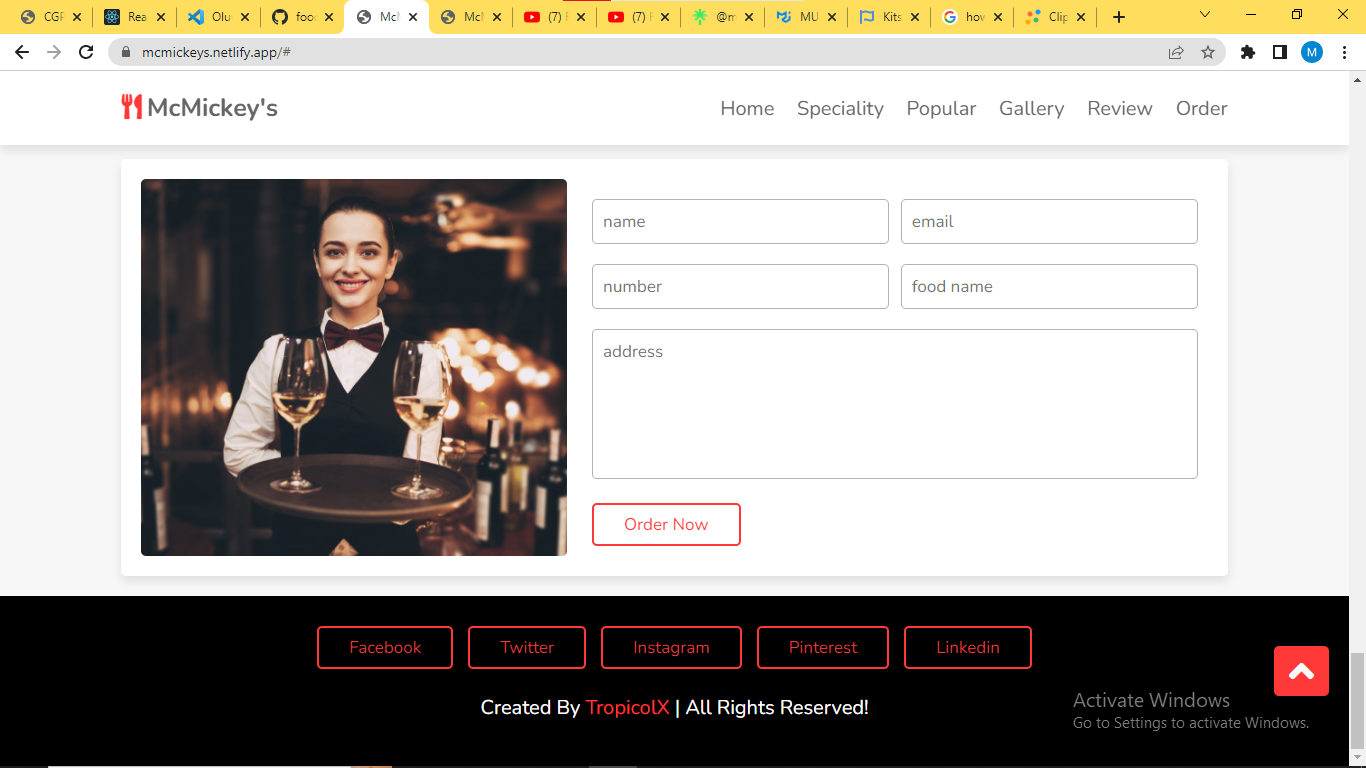 CGF
Rea
Olu
foo
McM
McM
(7) F
(7) F
@m
MU
Kits
hov
Clip
mcmickeys.netlify.app/#
M
McMickey's
Home Speciality Popular Gallery Review Order
name email
number food name
address
Order Now
Facebook Twitter Instagram Pinterest Linkedin
Created By TropicolX | All Rights Reserved!
Activate Windows
Go to Settings to activate Windows.